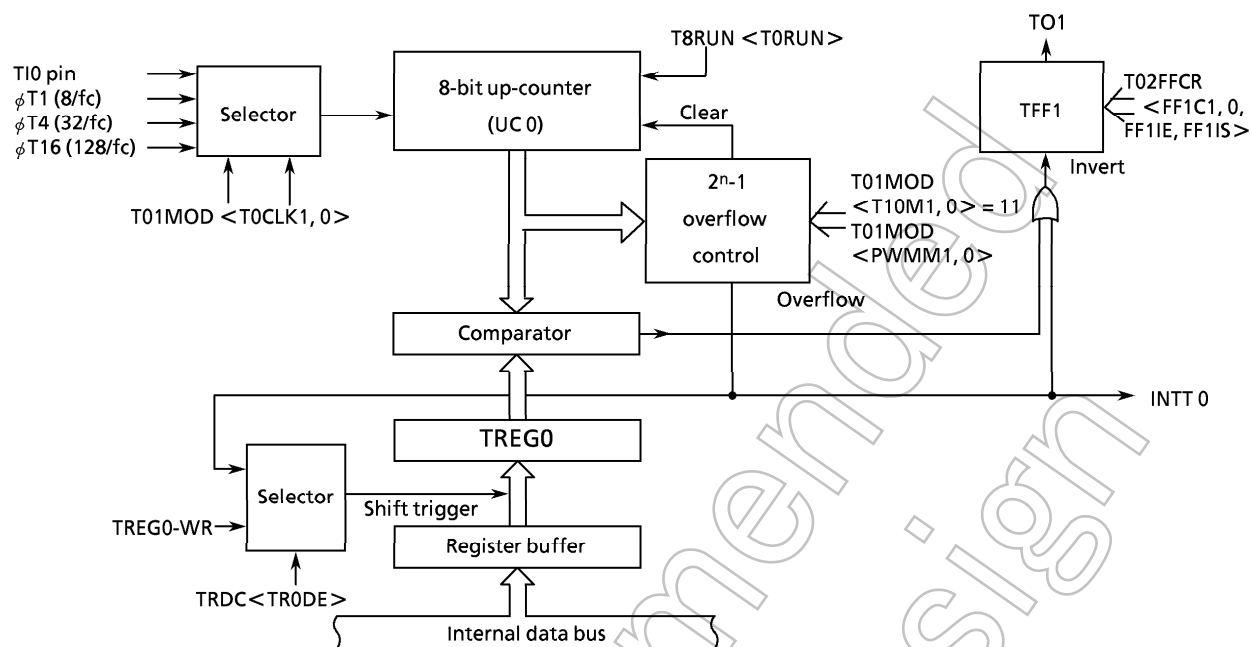 TO1
T8RUN <T0RUN>
TI0 pin
ϕT1 (8/fc)
ϕT4 (32/fc)
ϕT16 (128/fc)
Selector
8-bit up-counter
(UC 0)
Clear
TFF1
T02FFCR
<FF1C1, 0,
FF1IE, FF1IS>
Invert
T01MOD <T0CLK1, 0>
2ⁿ-1
overflow
control
T01MOD
<T10M1, 0> = 11
T01MOD
<PWMM1, 0>
Overflow
Comparator
INTT 0
TREG0
Selector
Shift trigger
TREG0-WR
Register buffer
TRDC<TR0DE>
Internal data bus
mmended
sign